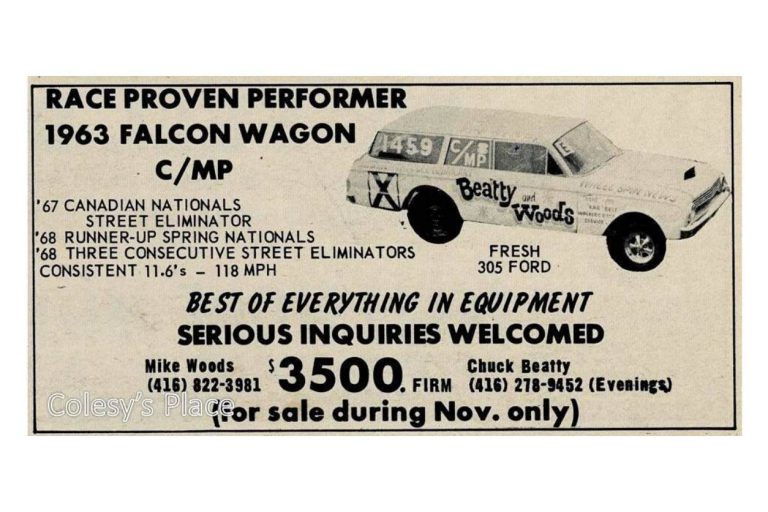 RACE PROVEN PERFORMER
1963 FALCON WAGON
C/MP
1459
C/MP
'67 CANADIAN NATIONALS
STREET ELIMINATOR
'68 RUNNER-UP SPRING NATIONALS
'68 THREE CONSECUTIVE STREET ELIMINATORS
CONSISTENT 11.6's – 118 MPH
X
Beatty and Woods
WHEEL SPIN NEWS
FRESH
305 FORD
BEST OF EVERYTHING IN EQUIPMENT
SERIOUS INQUIRIES WELCOMED
Mike Woods
(416) 822-3981
$3500. FIRM
Chuck Beatty
(416) 278-9452 (Evenings)
(for sale during Nov. only)
Colesy's Place